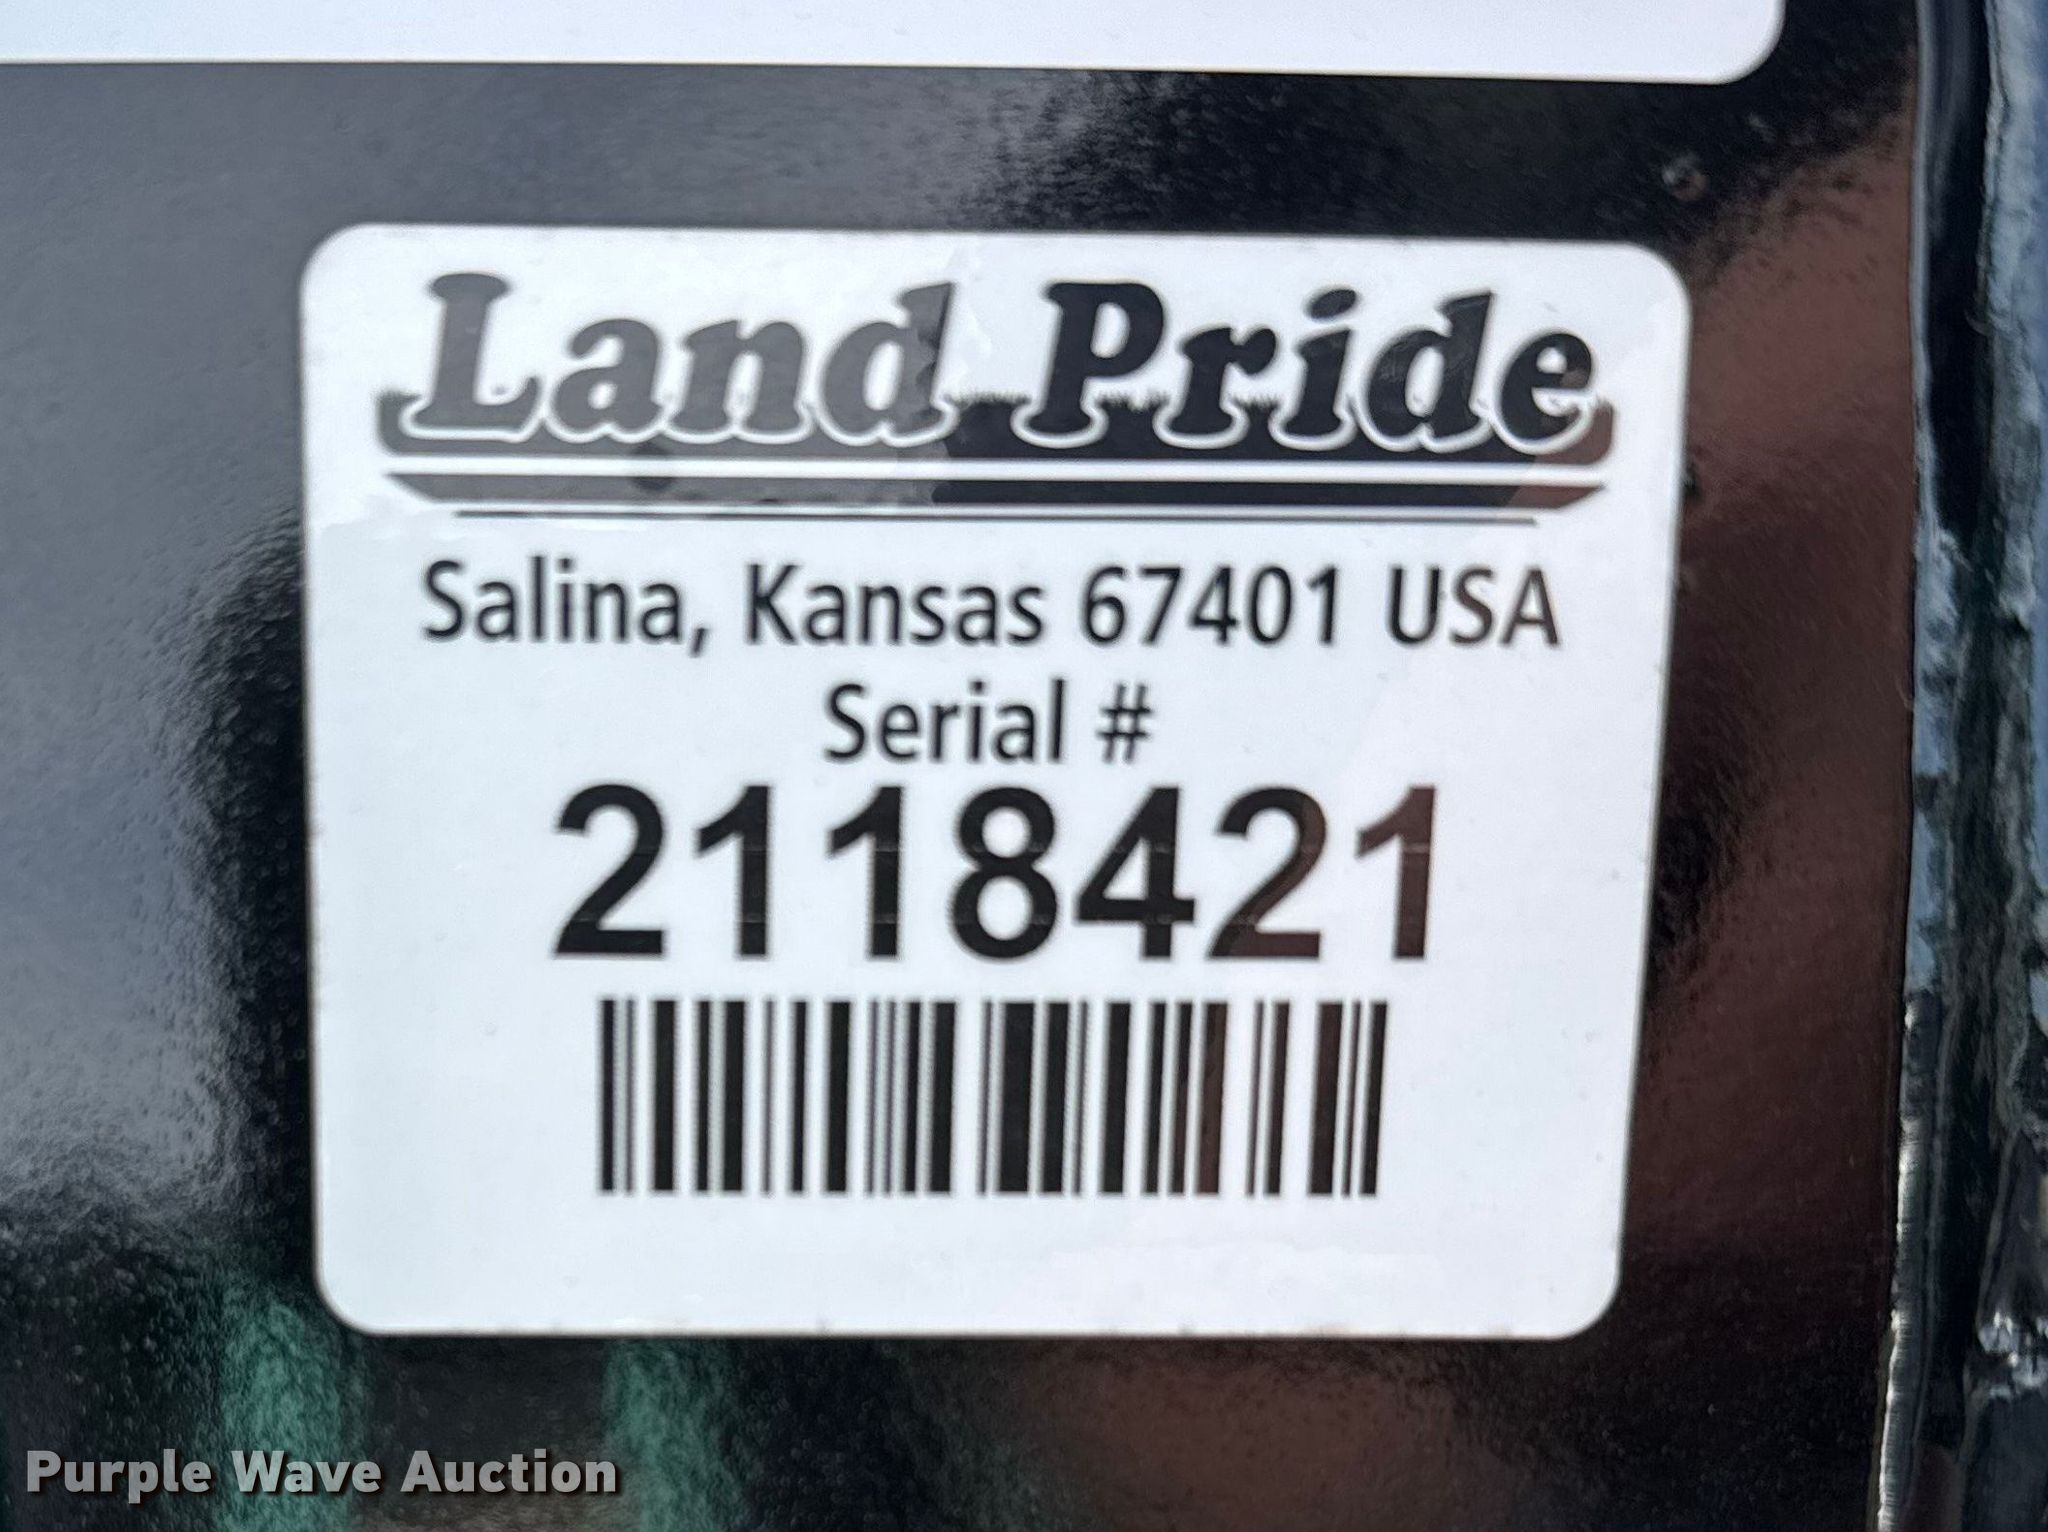 Land Pride
Salina, Kansas 67401 USA
Serial #
2118421
Purple Wave Auction